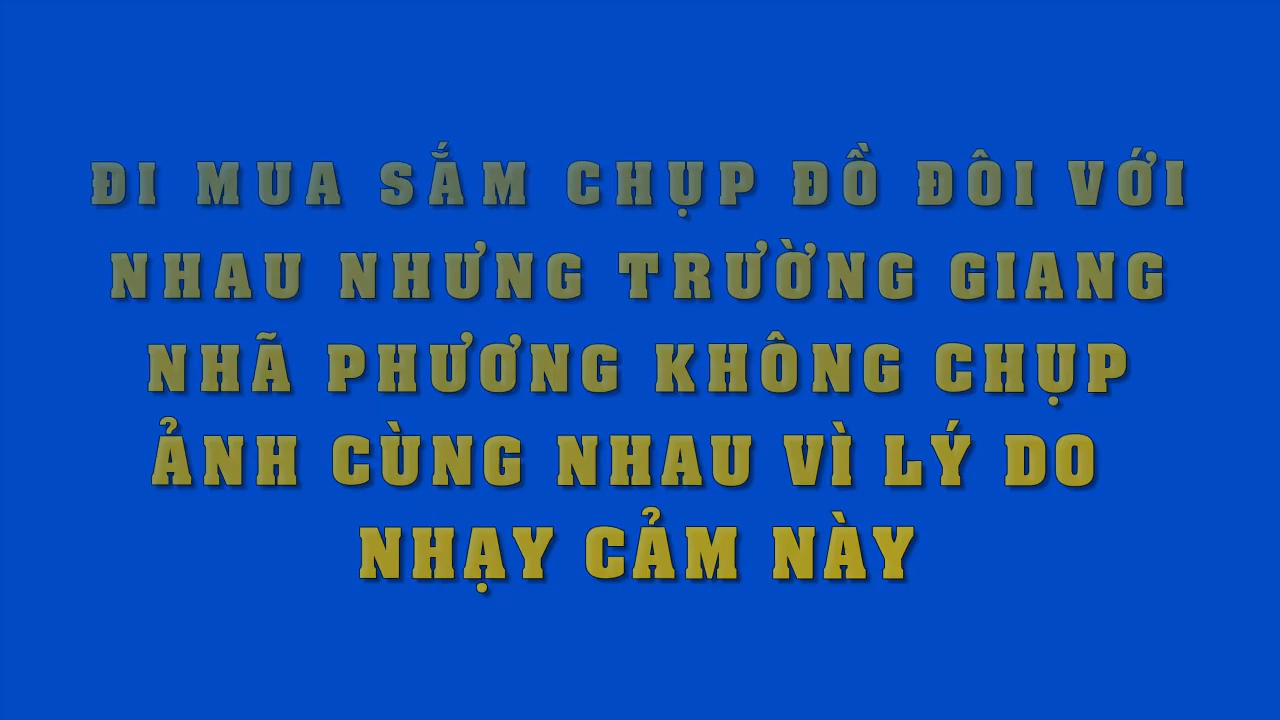 ĐI MUA SẮM CHỤP ĐỒ ĐÔI VỚI
NHAU NHƯNG TRƯỜNG GIANG
NHÃ PHƯƠNG KHÔNG CHỤP
ẢNH CÙNG NHAU VÌ LÝ DO
NHẠY CẢM NÀY